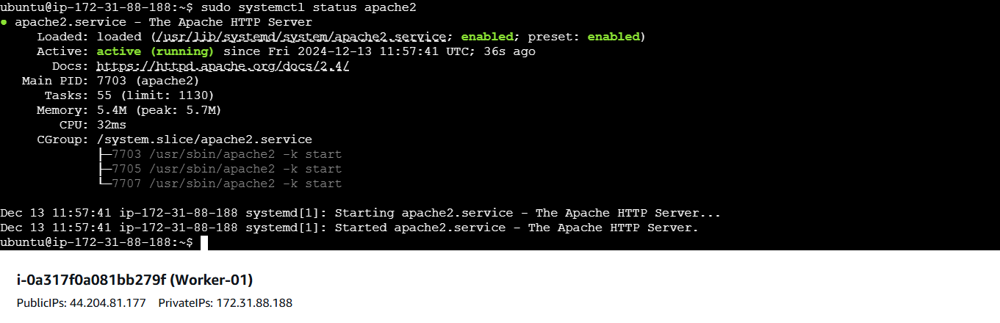 ubuntu@ip-172-31-88-188:~$ sudo systemctl status apache2
● apache2.service - The Apache HTTP Server
     Loaded: loaded (/usr/lib/systemd/system/apache2.service; enabled; preset: enabled)
     Active: active (running) since Fri 2024-12-13 11:57:41 UTC; 36s ago
       Docs: https://httpd.apache.org/docs/2.4/
   Main PID: 7703 (apache2)
      Tasks: 55 (limit: 1130)
     Memory: 5.4M (peak: 5.7M)
        CPU: 32ms
     CGroup: /system.slice/apache2.service
             ├─7703 /usr/sbin/apache2 -k start
             ├─7705 /usr/sbin/apache2 -k start
             └─7707 /usr/sbin/apache2 -k start
Dec 13 11:57:41 ip-172-31-88-188 systemd[1]: Starting apache2.service - The Apache HTTP Server...
Dec 13 11:57:41 ip-172-31-88-188 systemd[1]: Started apache2.service - The Apache HTTP Server.
ubuntu@ip-172-31-88-188:~$
i-0a317f0a081bb279f (Worker-01)
PublicIPs: 44.204.81.177 PrivateIPs: 172.31.88.188